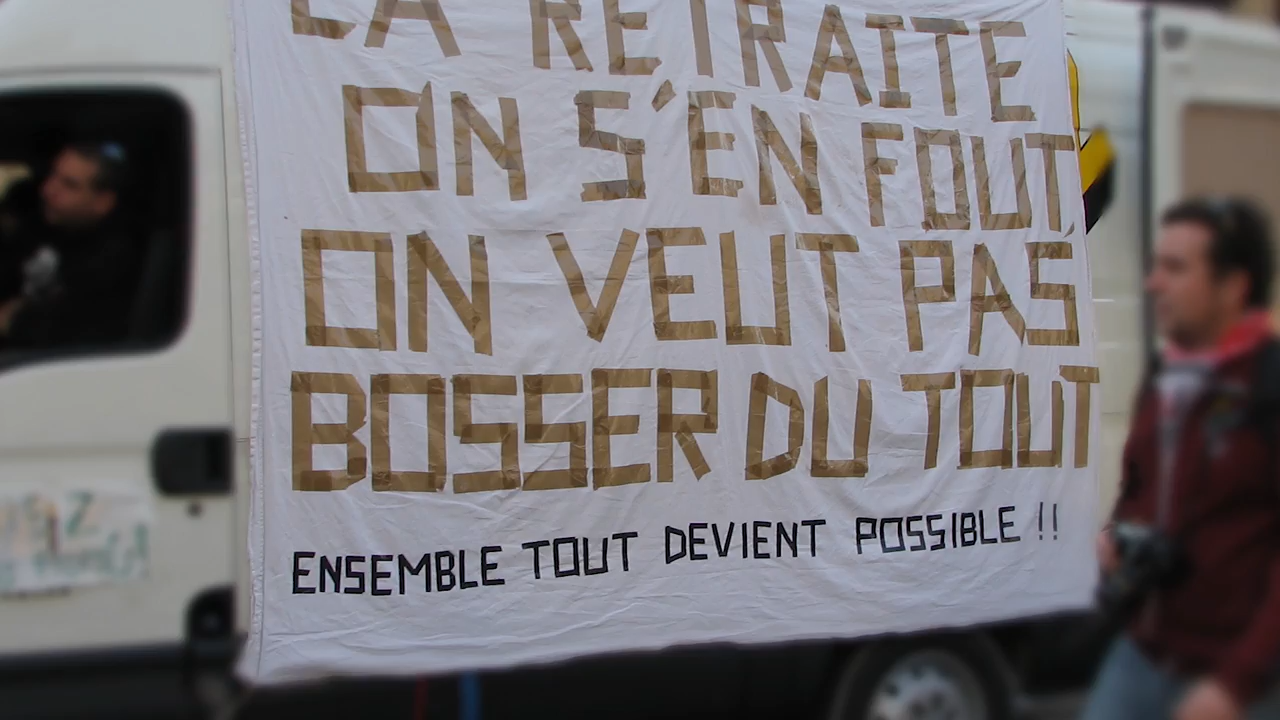 LA RETRAITE
ON S'EN FOUT,
ON VEUT PAS
BOSSER DU TOUT
ENSEMBLE TOUT DEVIENT POSSIBLE !!